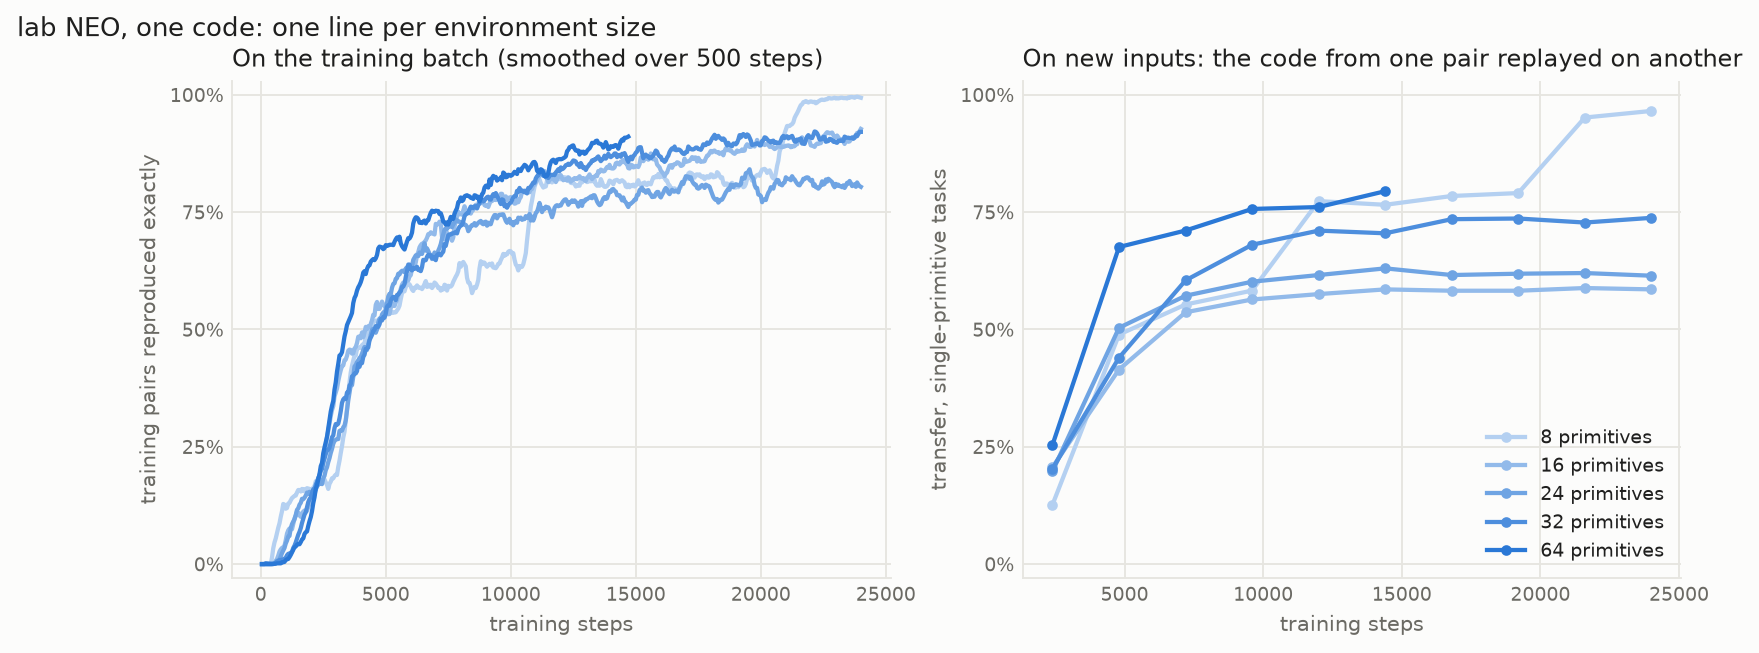 lab NEO, one code: one line per environment size
On the training batch (smoothed over 500 steps)
training pairs reproduced exactly
100%
75%
50%
25%
0%
0
5000
10000
15000
20000
25000
training steps
On new inputs: the code from one pair replayed on another
transfer, single-primitive tasks
100%
75%
50%
25%
0%
8 primitives
16 primitives
24 primitives
32 primitives
64 primitives
5000
10000
15000
20000
25000
training steps